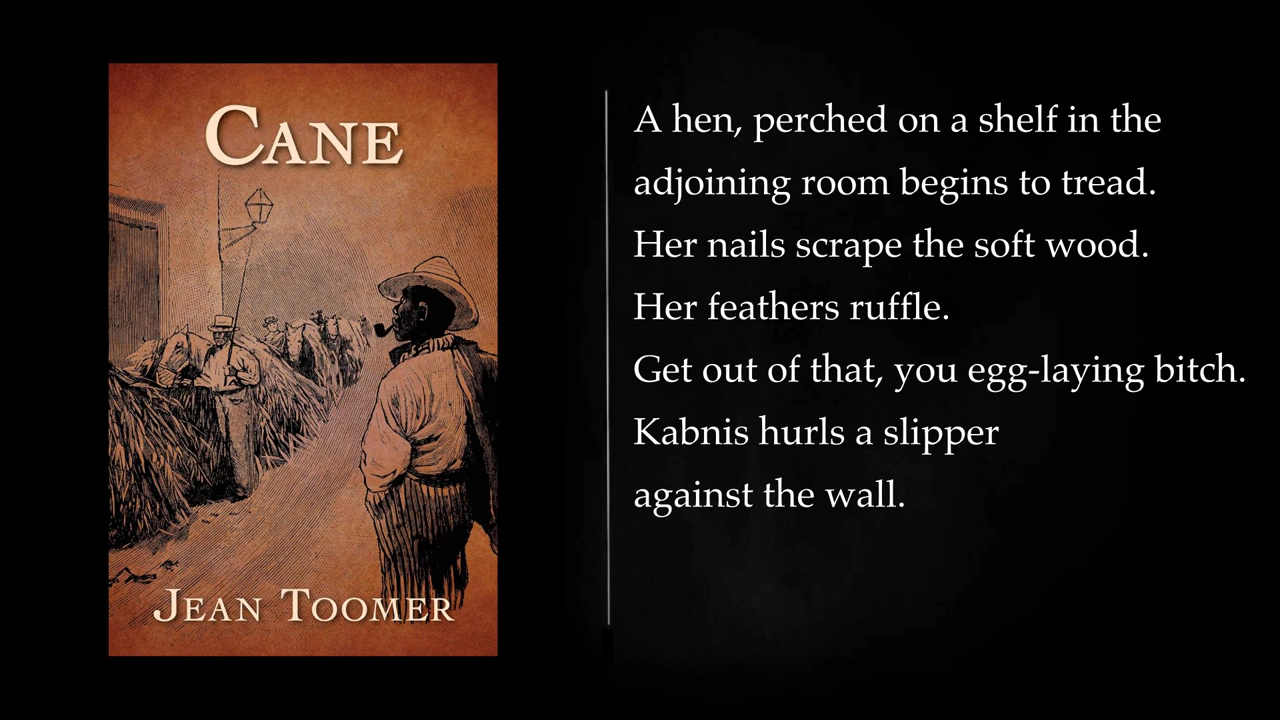 CANE
JEAN TOOMER
A hen, perched on a shelf in the
adjoining room begins to tread.
Her nails scrape the soft wood.
Her feathers ruffle.
Get out of that, you egg-laying bitch.
Kabnis hurls a slipper
against the wall.